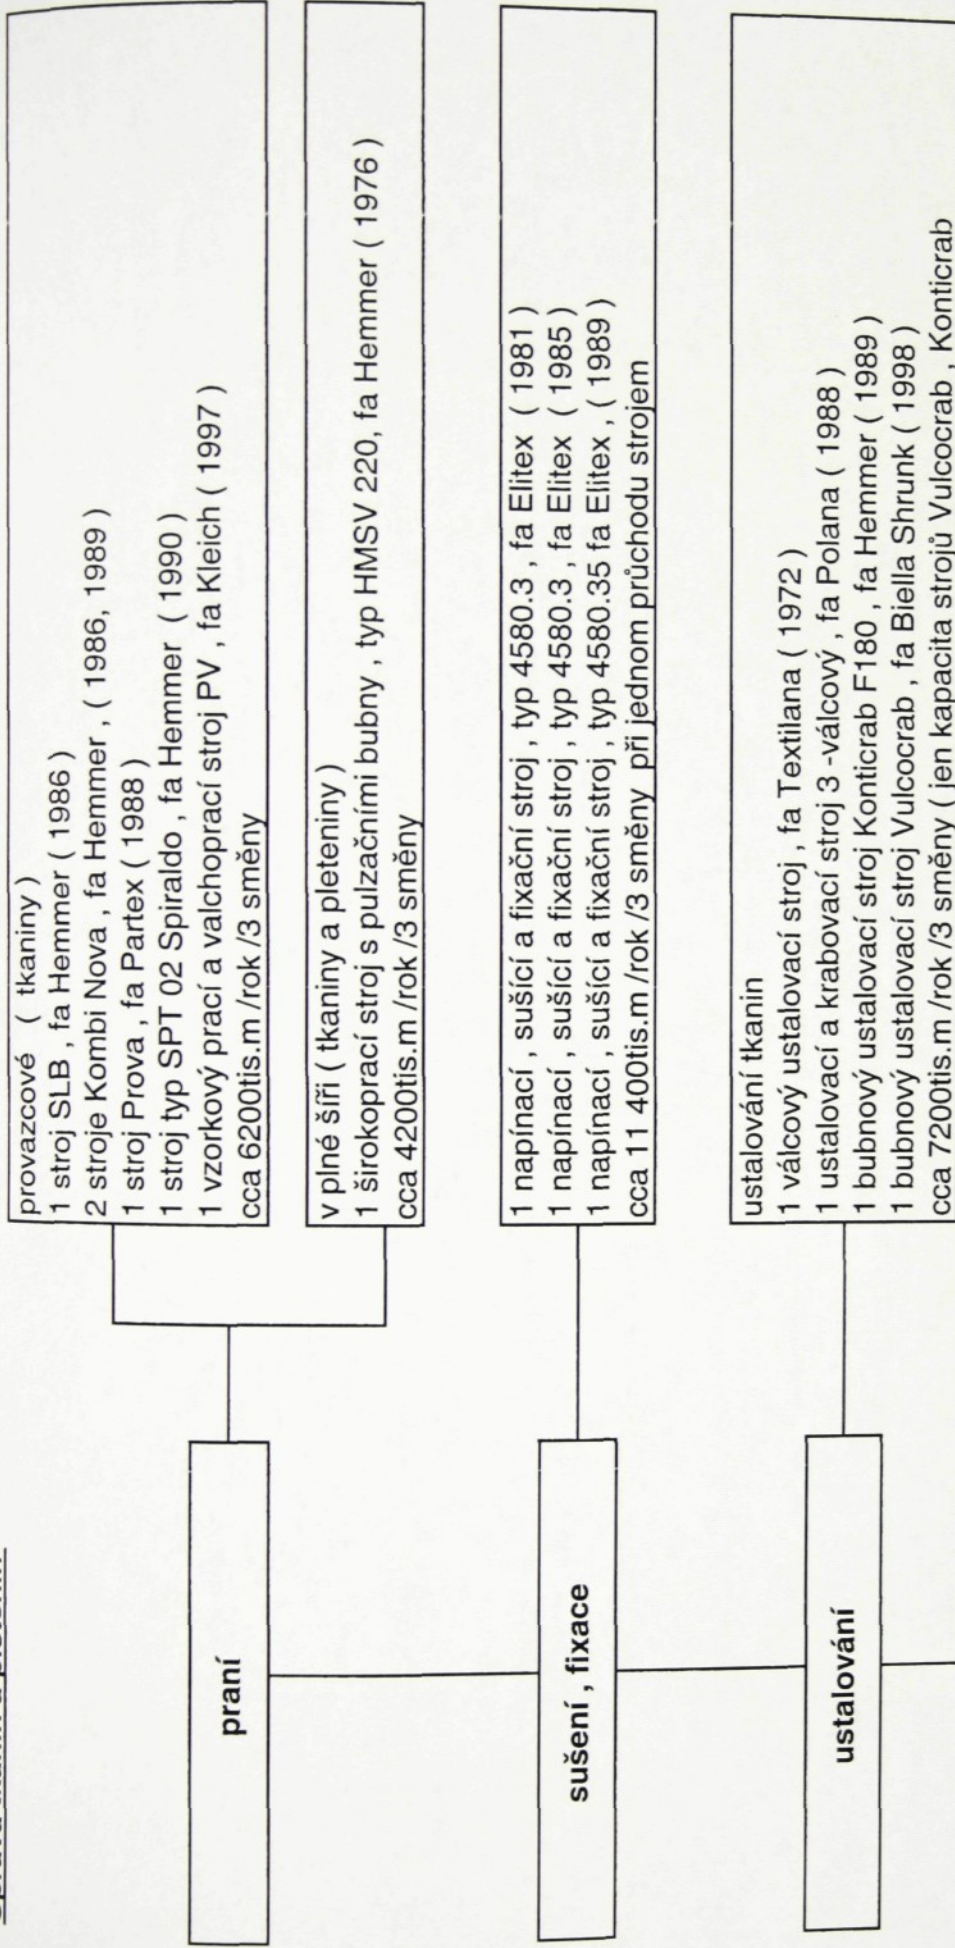 praní
provazcové ( tkaniny )
1 stroj SLB , fa Hemmer ( 1986 )
2 stroje Kombi Nova , fa Hemmer , ( 1986, 1989 )
1 stroj Prova , fa Partex ( 1988 )
1 stroj typ SPT 02 Spiraldo , fa Hemmer ( 1990 )
1 vzorkový prací a valchoprací stroj PV , fa Kleich ( 1997 )
cca 6200tis.m /rok /3 směny
v plné šíři ( tkaniny a pleteniny )
1 širokoprací stroj s pulzačními bubny , typ HMSV 220, fa Hemmer ( 1976 )
cca 4200tis.m /rok /3 směny
sušení , fixace
1 napínací , sušící a fixační stroj , typ 4580.3 , fa Elitex ( 1981 )
1 napínací , sušící a fixační stroj , typ 4580.3 , fa Elitex ( 1985 )
1 napínací , sušící a fixační stroj , typ 4580.35 fa Elitex , ( 1989 )
cca 11 400tis.m /rok /3 směny při jednom průchodu strojem
ustalování
ustalování tkanin
1 válcový ustalovací stroj , fa Textilana ( 1972 )
1 ustalovací a krabovací stroj 3 -válcový , fa Polana ( 1988 )
1 bubnový ustalovací stroj Konticrab F180 , fa Hemmer ( 1989 )
1 bubnový ustalovací stroj Vulcocrab , fa Biella Shrunk ( 1998 )
cca 7200tis.m /rok /3 směny ( jen kapacita strojů Vulcocrab , Konticrab